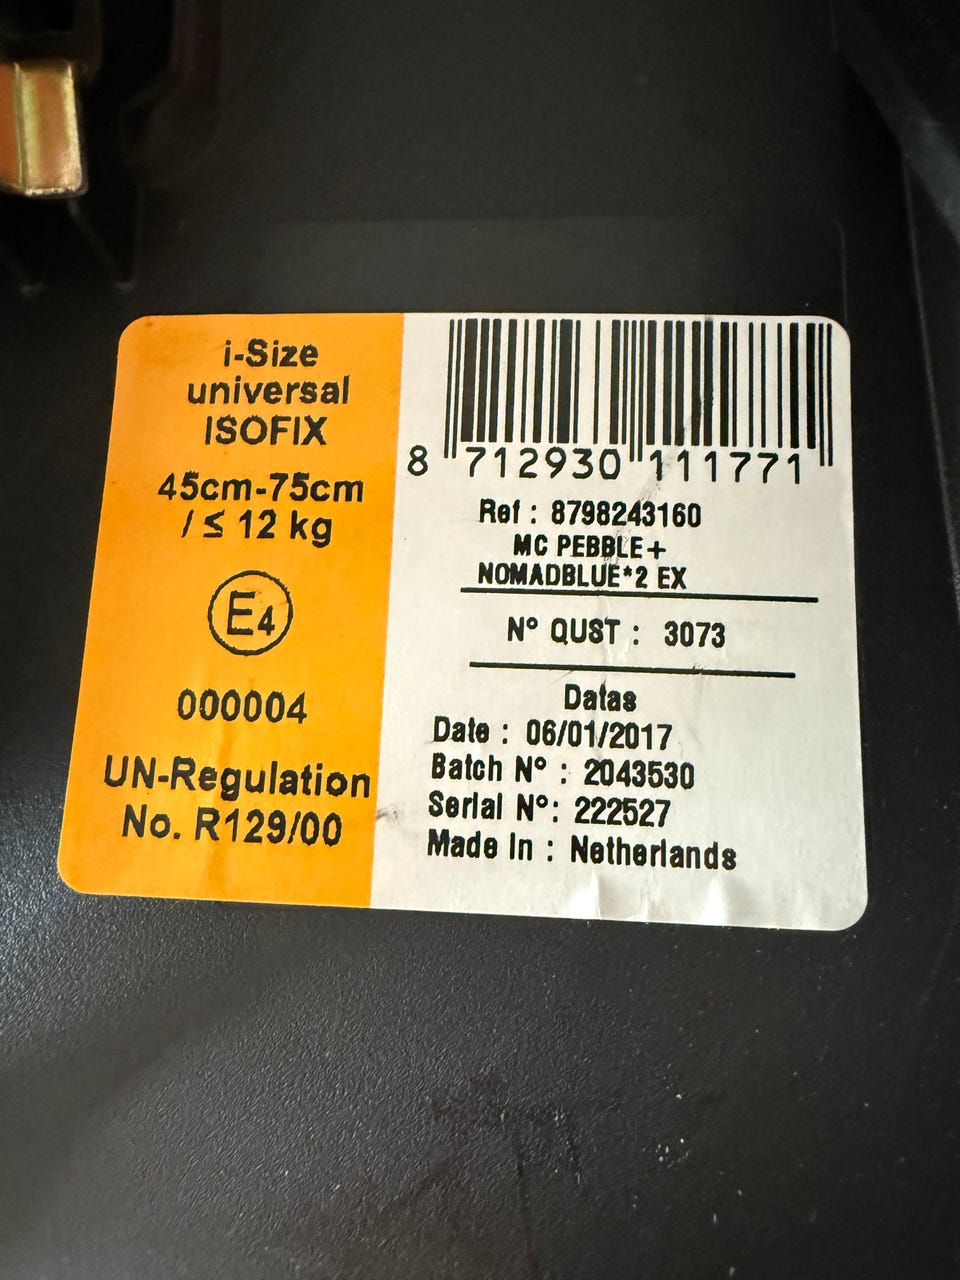 i-Size
universal
ISOFIX
45cm-75cm
/ ≤ 12 kg
E4
000004
UN-Regulation
No. R129/00
8 712930 111771
Ref : 8798243160
MC PEBBLE+
NOMADBLUE*2 EX
N° QUST : 3073
Datas
Date : 06/01/2017
Batch N° : 2043530
Serial N°: 222527
Made In : Netherlands